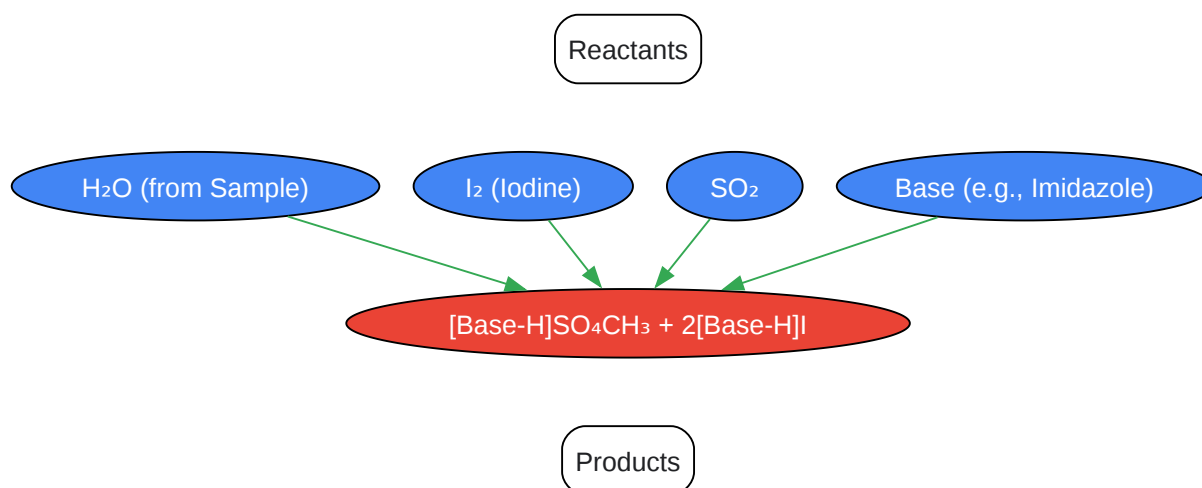 Reactants
H₂O (from Sample)
I₂ (Iodine)
SO₂
Base (e.g., Imidazole)
[Base-H]SO₄CH₃ + 2[Base-H]I
Products